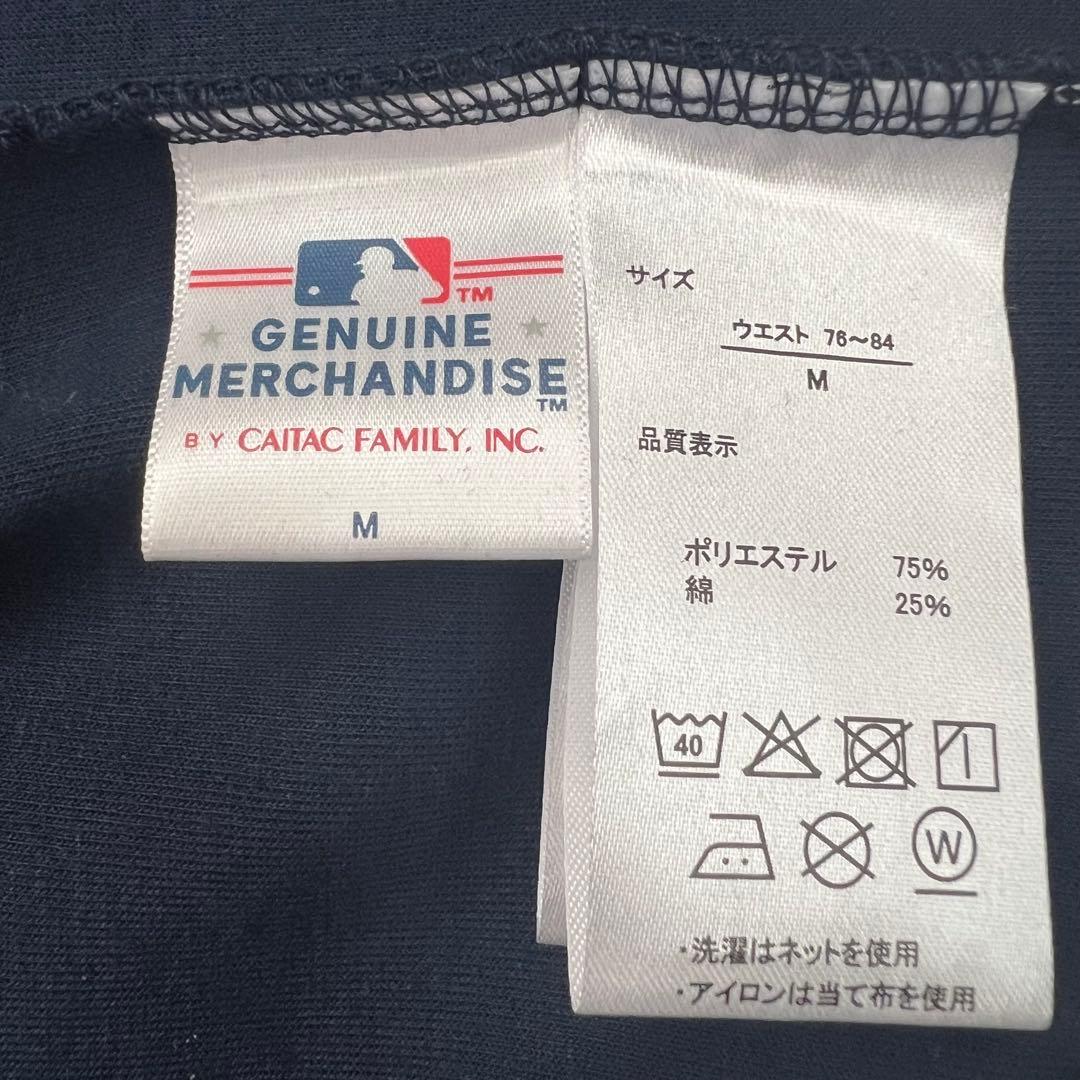 TM
GENUINE
MERCHANDISE
TM
BY CAITAC FAMILY, INC.
M
サイズ
ウエスト 76〜84
M
品質表示
ポリエステル 75%
綿 25%
40
W
・洗濯はネットを使用
・アイロンは当て布を使用